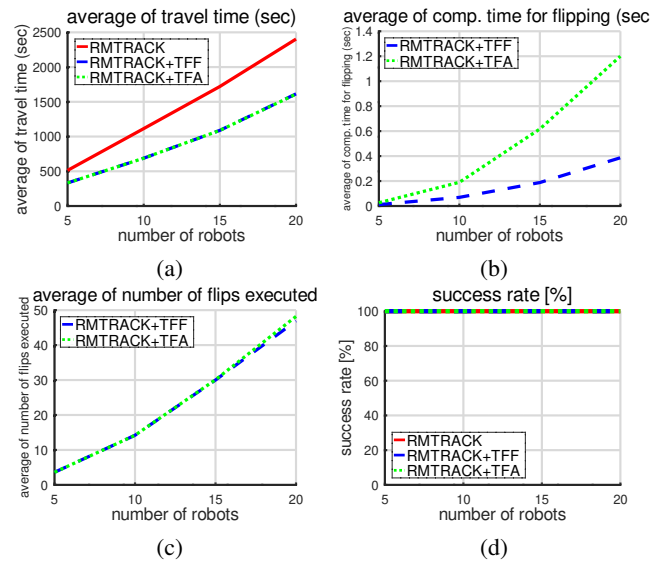 average of travel time (sec)
average of travel time (sec)
2500
2000
1500
1000
500
0
RMTRACK
RMTRACK+TFF
RMTRACK+TFA
5 10 15 20
number of robots
(a)
average of comp. time for flipping (sec
average of comp. time for flipping (sec)
1.4
1.2
1
0.8
0.6
0.4
0.2
0
RMTRACK+TFF
RMTRACK+TFA
5 10 15 20
number of robots
(b)
average of number of flips executed
average of number of flips executed
50
40
30
20
10
0
RMTRACK+TFF
RMTRACK+TFA
5 10 15 20
number of robots
(c)
success rate [%]
success rate [%]
100
80
60
40
20
0
RMTRACK
RMTRACK+TFF
RMTRACK+TFA
5 10 15 20
number of robots
(d)